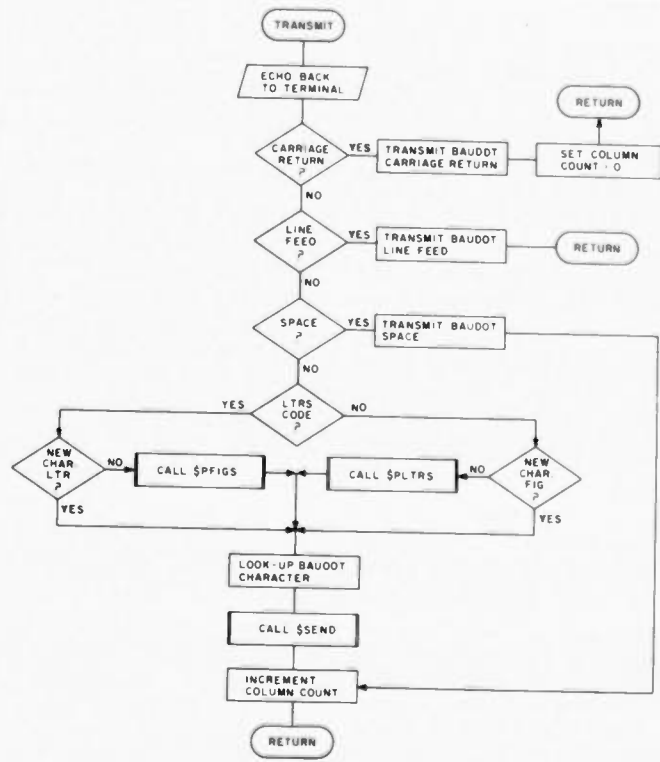 TRANSMIT
ECHO BACK
TO TERMINAL
RETURN
CARRIAGE
RETURN
?
YES
TRANSMIT BAUDOT
CARRIAGE RETURN
SET COLUMN
COUNT - 0
NO
LINE
FEED
?
YES
TRANSMIT BAUDOT
LINE FEED
RETURN
NO
SPACE
?
YES
TRANSMIT BAUDOT
SPACE
NO
YES
LTRS
CODE
?
NO
NEW
CHAR.
LTR
?
NO
CALL $PFIGS
CALL $PLTRS
NO
NEW
CHAR.
FIG
?
YES
YES
LOOK-UP BAUDOT
CHARACTER
CALL $SEND
INCREMENT
COLUMN COUNT
RETURN